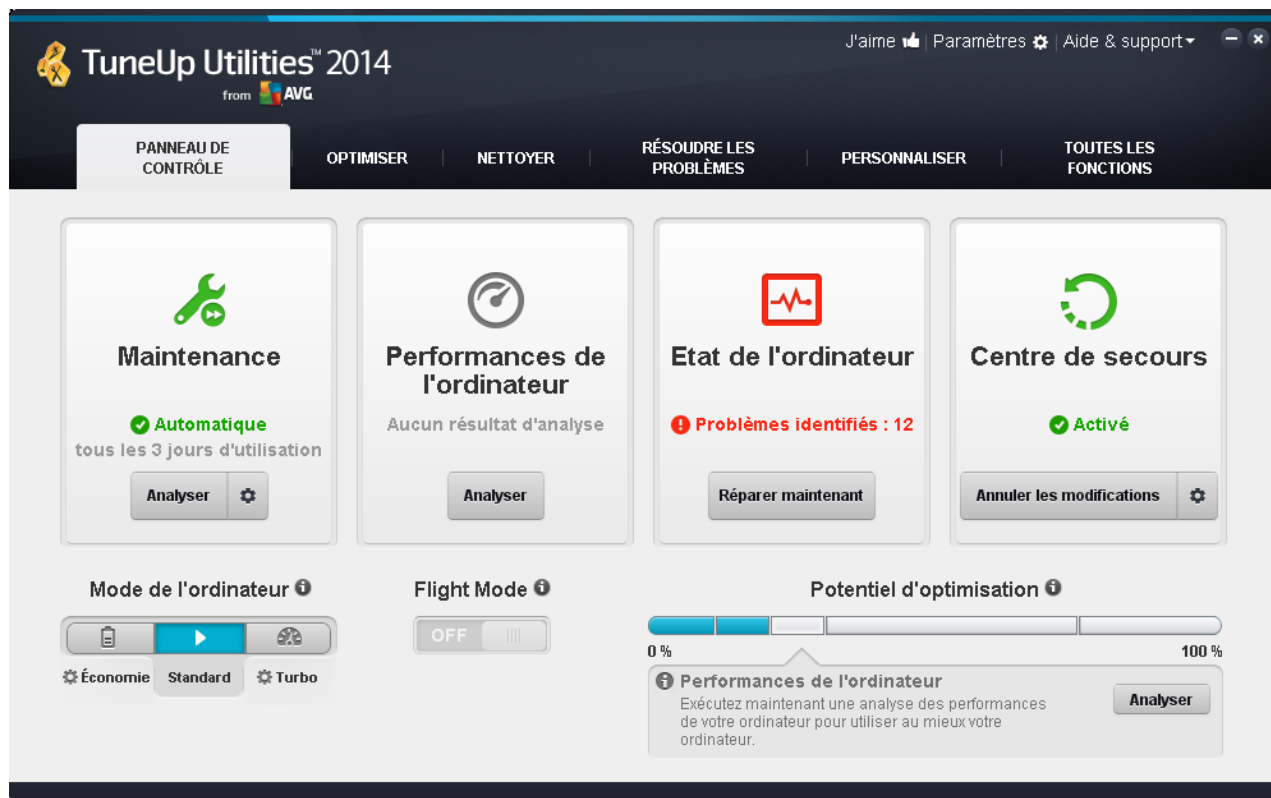 J'aime | Paramètres | Aide & support
TuneUp Utilities™ 2014
from AVG
PANNEAU DE
CONTRÔLE
OPTIMISER
NETTOYER
RÉSOUDRE LES
PROBLÈMES
PERSONNALISER
TOUTES LES
FONCTIONS
Maintenance
Automatique
tous les 3 jours d'utilisation
Analyser
Performances de
l'ordinateur
Aucun résultat d'analyse
Analyser
Etat de l'ordinateur
Problèmes identifiés : 12
Réparer maintenant
Centre de secours
Activé
Annuler les modifications
Mode de l'ordinateur
Économie
Standard
Turbo
Flight Mode
OFF
Potentiel d'optimisation
0 %
100 %
Performances de l'ordinateur
Exécutez maintenant une analyse des performances
de votre ordinateur pour utiliser au mieux votre
ordinateur.
Analyser